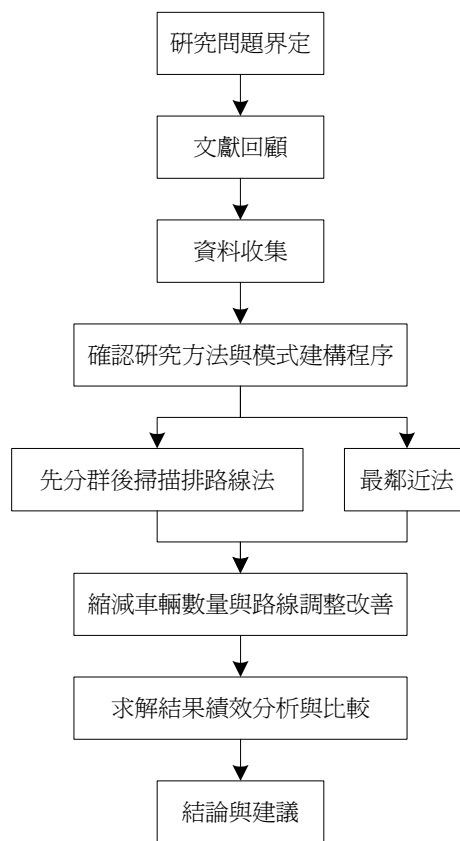 研究問題界定
文獻回顧
資料收集
確認研究方法與模式建構程序
先分群後掃描排路線法
最鄰近法
縮減車輛數量與路線調整改善
求解結果績效分析與比較
結論與建議